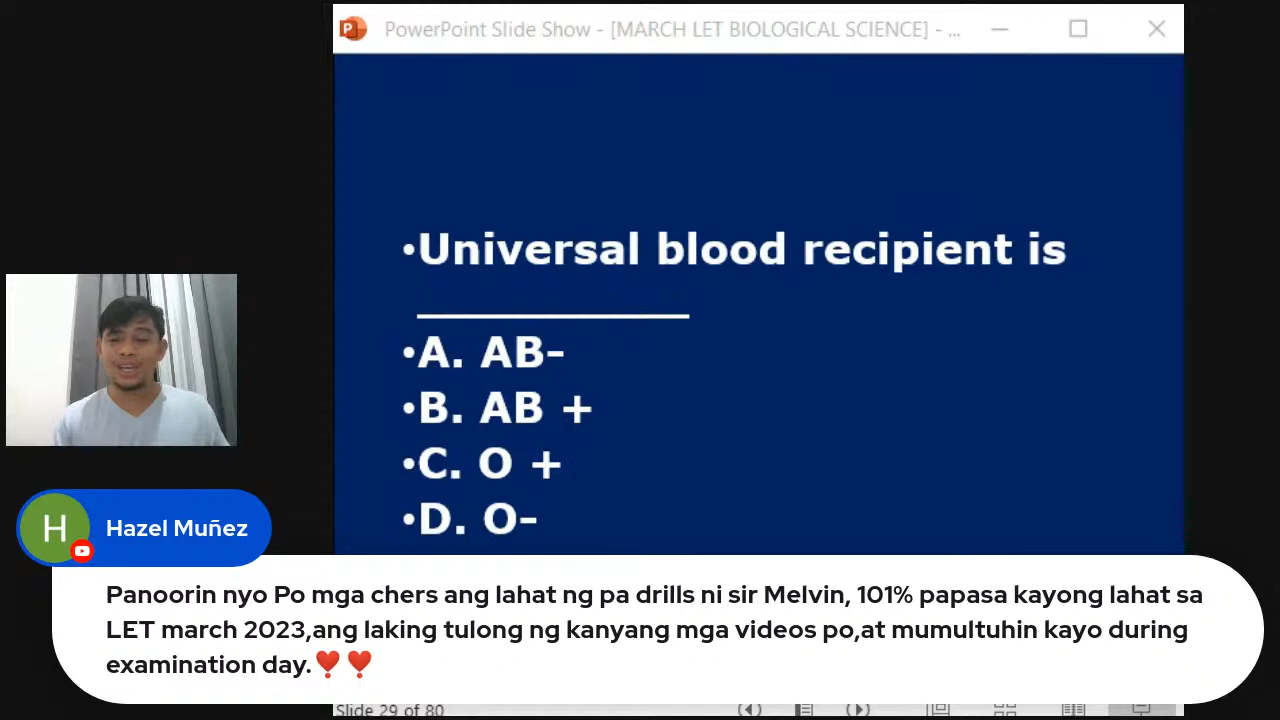 PowerPoint Slide Show - [MARCH LET BIOLOGICAL SCIENCE] - ...
•Universal blood recipient is
____________
•A. AB-
•B. AB +
•C. O +
•D. O-
H
Hazel Muñez
Panoorin nyo Po mga chers ang lahat ng pa drills ni sir Melvin, 101% papasa kayong lahat sa
LET march 2023,ang laking tulong ng kanyang mga videos po,at mumultuhin kayo during
examination day.❣️❣️
Slide 29 of 80